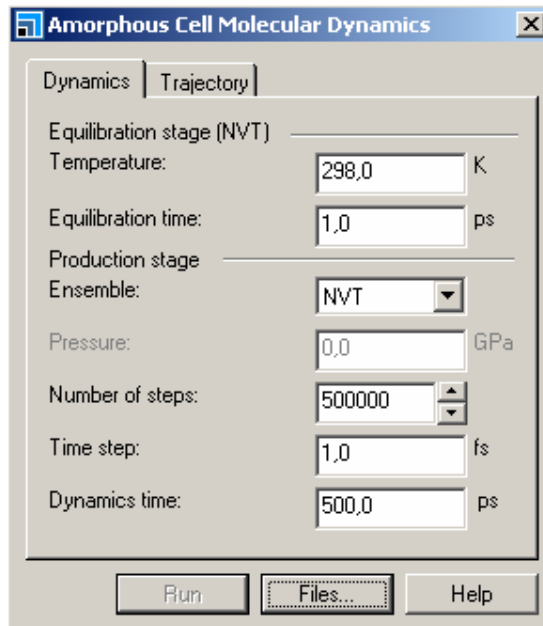 Amorphous Cell Molecular Dynamics
Dynamics Trajectory
Equilibration stage (NVT)
Temperature: 298,0 K
Equilibration time: 1,0 ps
Production stage
Ensemble: NVT
Pressure: 0,0 GPa
Number of steps: 500000
Time step: 1,0 fs
Dynamics time: 500,0 ps
Run Files... Help